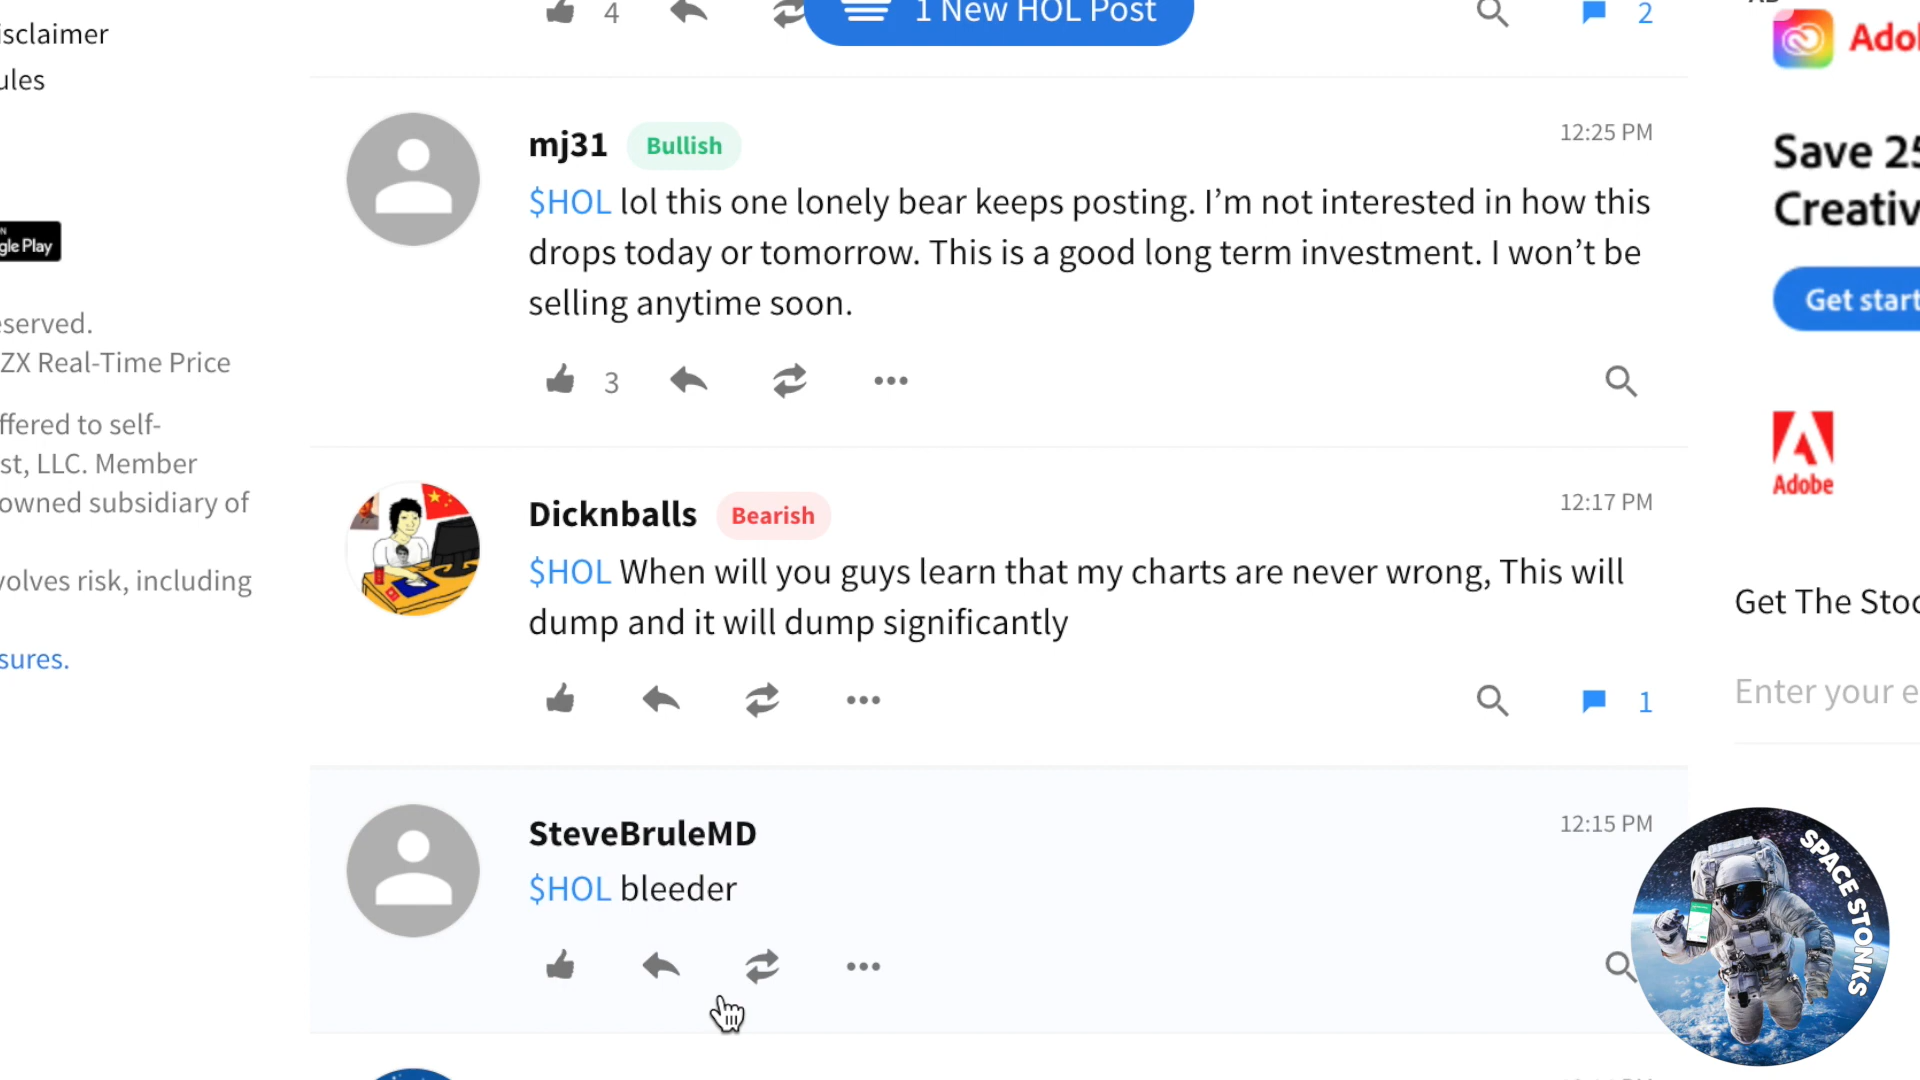 isclaimer
ules
ON
gle Play
eserved.
ZX Real-Time Price
ffered to self-
st, LLC. Member
owned subsidiary of
volves risk, including
sures.
4
1 New HOL Post
2
mj31 Bullish
12:25 PM
$HOL lol this one lonely bear keeps posting. I’m not interested in how this
drops today or tomorrow. This is a good long term investment. I won’t be
selling anytime soon.
3
Dicknballs Bearish
12:17 PM
$HOL When will you guys learn that my charts are never wrong, This will
dump and it will dump significantly
1
SteveBruleMD
12:15 PM
$HOL bleeder
Adob
Save 25
Creativ
Get start
Adobe
Get The Stoc
Enter your e
SPACE STONKS